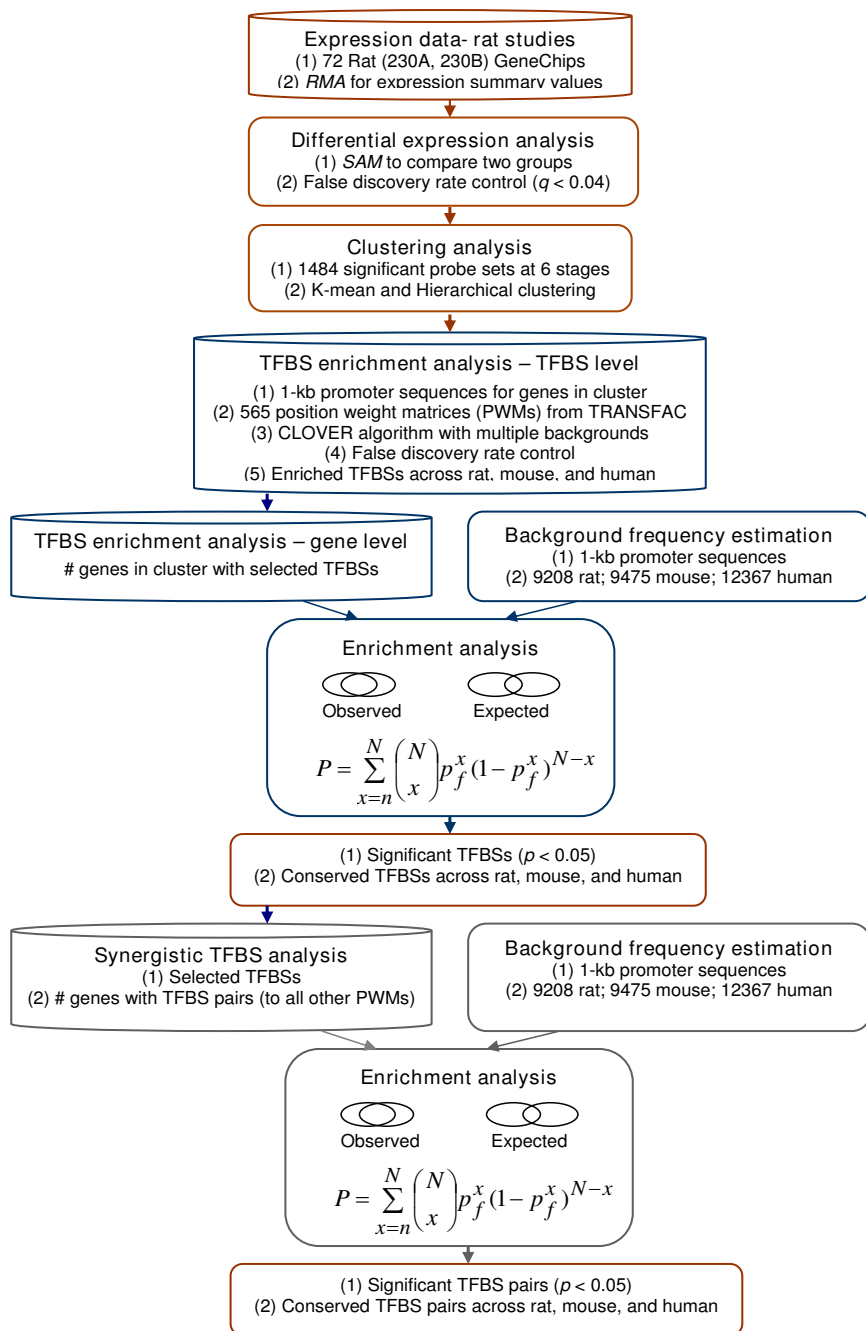 Expression data- rat studies
(1) 72 Rat (230A, 230B) GeneChips
(2) RMA for expression summary values
Differential expression analysis
(1) SAM to compare two groups
(2) False discovery rate control (q < 0.04)
Clustering analysis
(1) 1484 significant probe sets at 6 stages
(2) K-mean and Hierarchical clustering
TFBS enrichment analysis – TFBS level
(1) 1-kb promoter sequences for genes in cluster
(2) 565 position weight matrices (PWMs) from TRANSFAC
(3) CLOVER algorithm with multiple backgrounds
(4) False discovery rate control
(5) Enriched TFBSs across rat, mouse, and human
TFBS enrichment analysis – gene level
# genes in cluster with selected TFBSs
Background frequency estimation
(1) 1-kb promoter sequences
(2) 9208 rat; 9475 mouse; 12367 human
Enrichment analysis
Observed Expected
P = \sum_{x=n}^{N} \binom{N}{x} p_f^x (1 - p_f^x)^{N-x}
(1) Significant TFBSs (p < 0.05)
(2) Conserved TFBSs across rat, mouse, and human
Synergistic TFBS analysis
(1) Selected TFBSs
(2) # genes with TFBS pairs (to all other PWMs)
Background frequency estimation
(1) 1-kb promoter sequences
(2) 9208 rat; 9475 mouse; 12367 human
Enrichment analysis
Observed Expected
P = \sum_{x=n}^{N} \binom{N}{x} p_f^x (1 - p_f^x)^{N-x}
(1) Significant TFBS pairs (p < 0.05)
(2) Conserved TFBS pairs across rat, mouse, and human